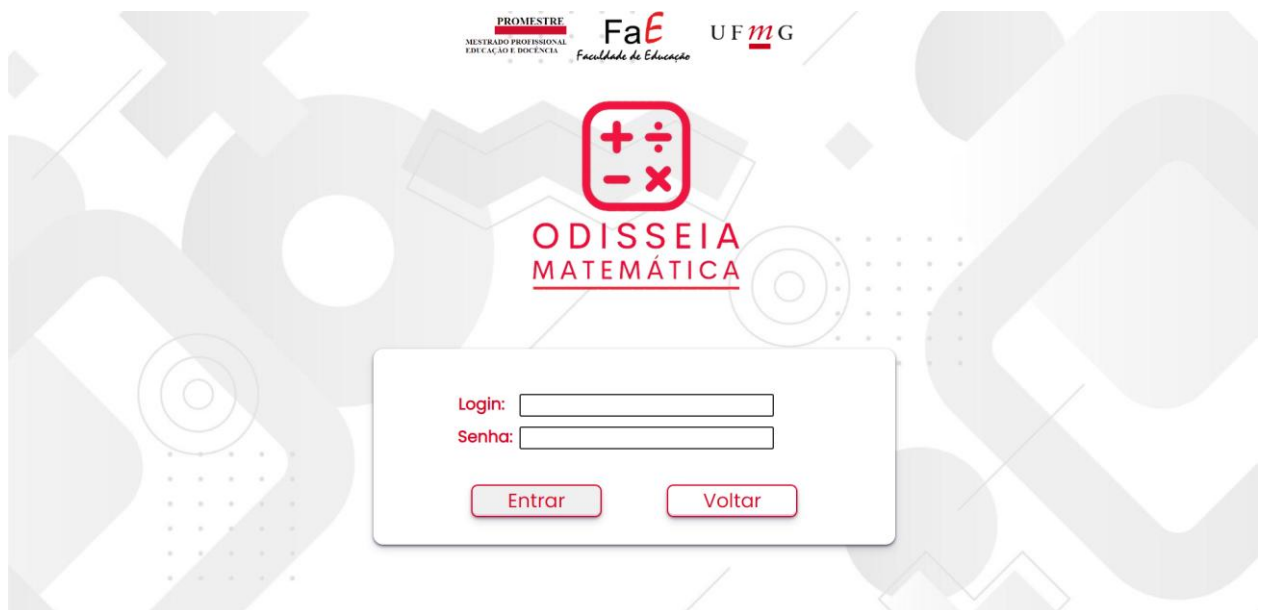 PROMESTRE
MESTRADO PROFISSIONAL
EDUCAÇÃO E DOCÊNCIA
FaE
Faculdade de Educação
UFmG
ODISSEIA
MATEMÁTICA
Login:
Senha:
Entrar
Voltar